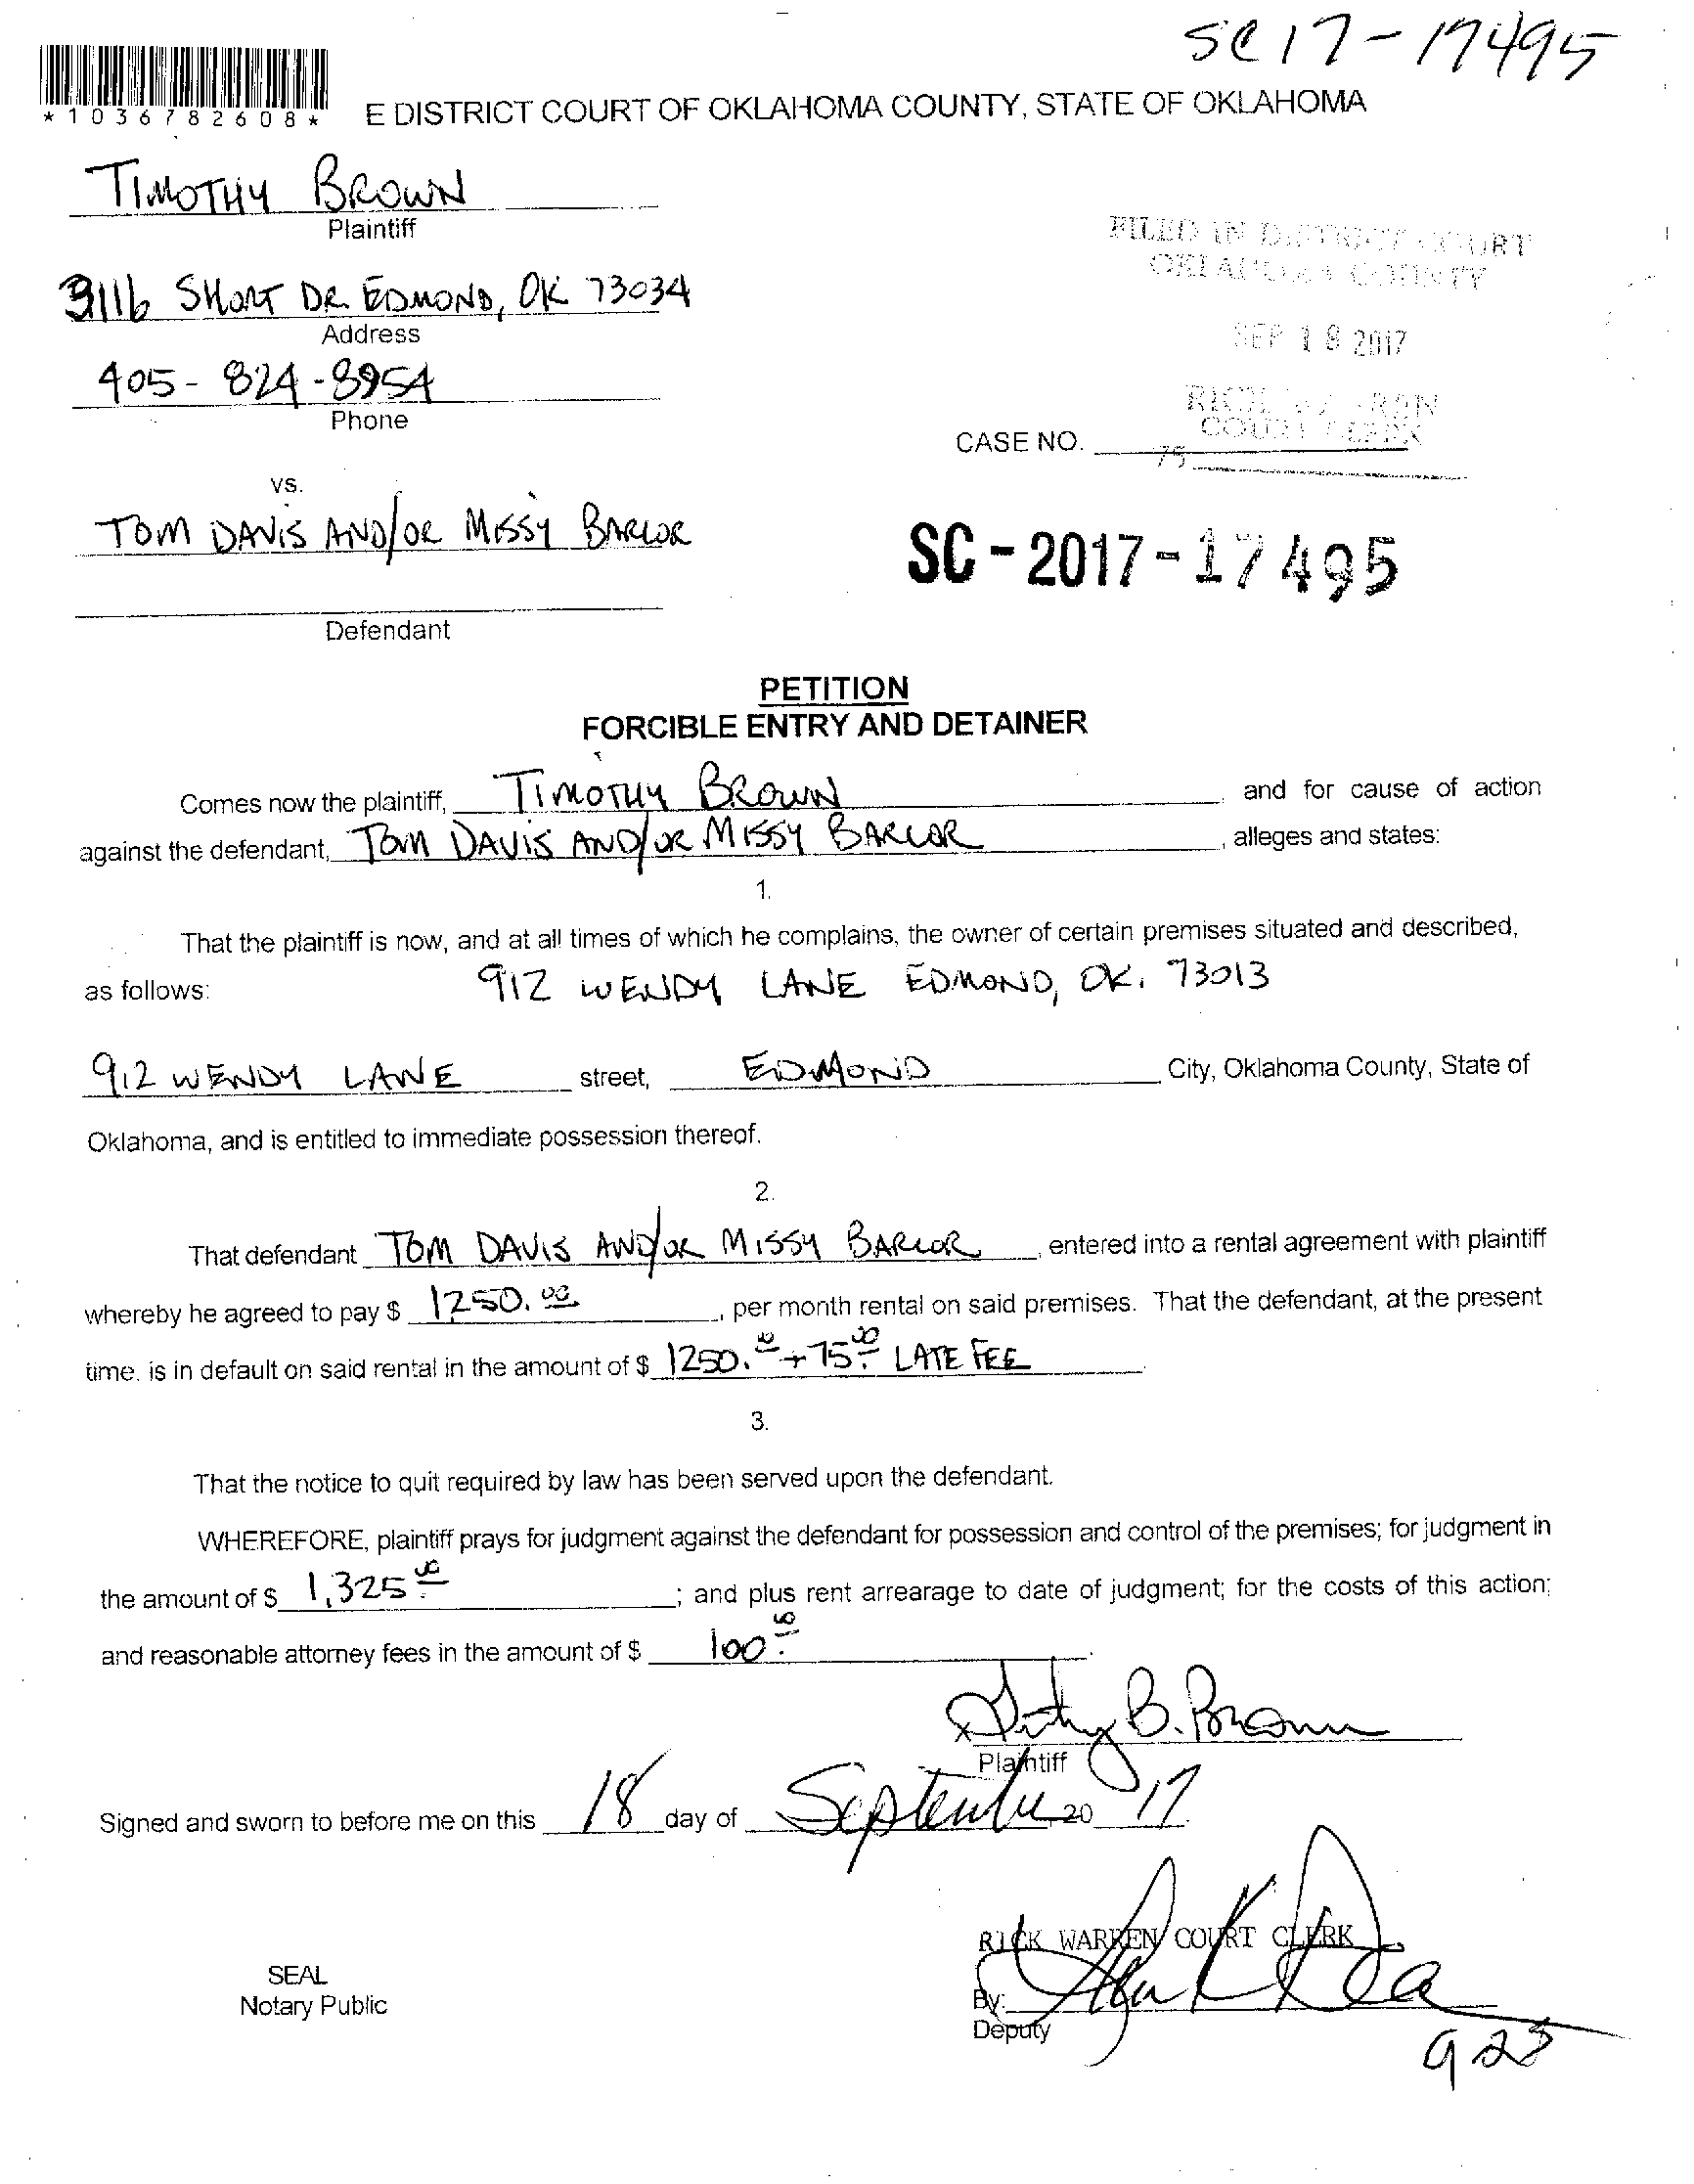 SC17-17495
*1036782608*
E DISTRICT COURT OF OKLAHOMA COUNTY, STATE OF OKLAHOMA
TIMOTHY BROWN
Plaintiff
FILED IN DISTRICT COURT
OKLAHOMA COUNTY
3116 SHORT DR. EDMOND, OK 73034
Address
SEP 18 2017
405-824-8954
Phone
RICK WARREN
COURT CLERK
CASE NO.
75
vs.
TOM DAVIS AND/OR MISSY BARLOR
SC-2017-17495
Defendant
PETITION
FORCIBLE ENTRY AND DETAINER
Comes now the plaintiff, TIMOTHY BROWN and for cause of action
against the defendant, TOM DAVIS AND/OR MISSY BARLOR, alleges and states:
1.
That the plaintiff is now, and at all times of which he complains, the owner of certain premises situated and described,
as follows: 912 WENDY LANE EDMOND, OK. 73013
912 WENDY LANE street, EDMOND City, Oklahoma County, State of
Oklahoma, and is entitled to immediate possession thereof.
2.
That defendant TOM DAVIS AND/OR MISSY BARLOR, entered into a rental agreement with plaintiff
whereby he agreed to pay $ 1250.00, per month rental on said premises. That the defendant, at the present
time, is in default on said rental in the amount of $ 1250.00 + 75.00 LATE FEE.
3.
That the notice to quit required by law has been served upon the defendant.
WHEREFORE, plaintiff prays for judgment against the defendant for possession and control of the premises; for judgment in
the amount of $ 1,325.00; and plus rent arrearage to date of judgment; for the costs of this action;
and reasonable attorney fees in the amount of $ 100.00.
B. Brown
Plaintiff
Signed and sworn to before me on this 18 day of September, 20 17.
RICK WARREN COURT CLERK
SEAL
Notary Public
By:
Deputy
923